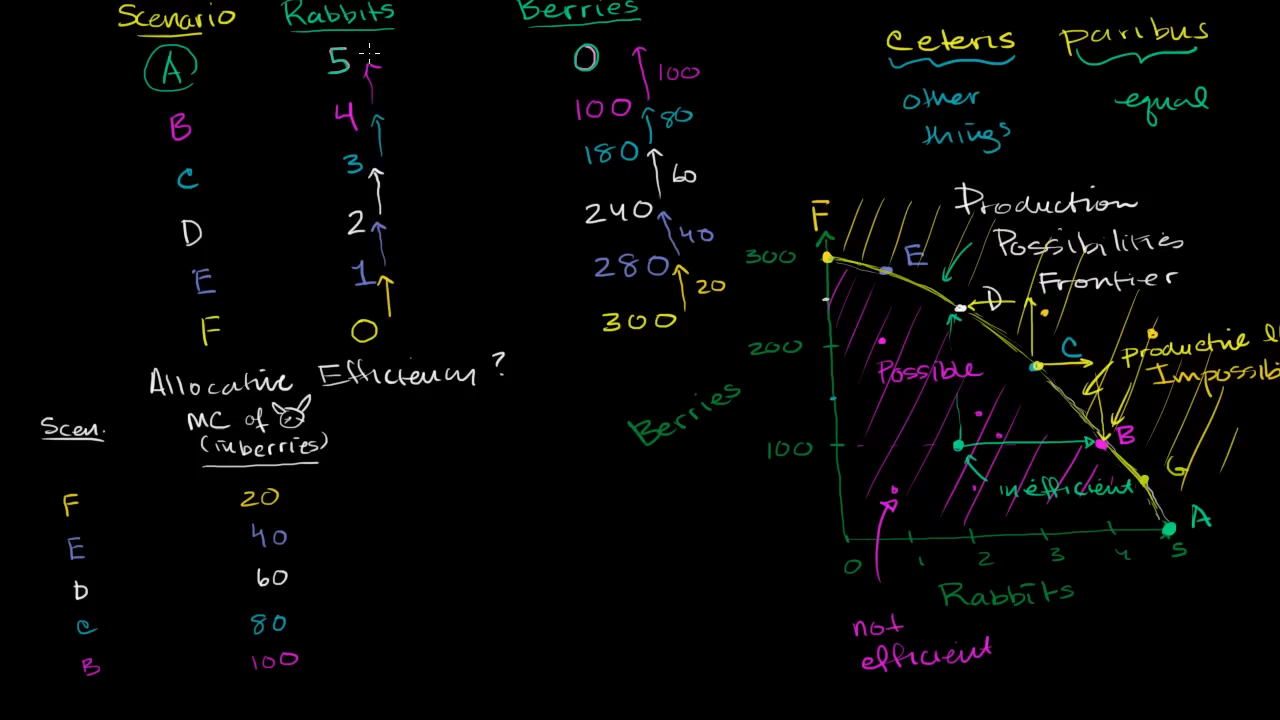 Scenario Rabbits Berries
A 5 0 100
B 4 100 80
C 3 180 60
D 2 240 40
E 1 280 20
F 0 300
Allocative Efficiency ?
Scen. MC of
(in berries)
F 20
E 40
D 60
C 80
B 100
Ceteris paribus
other equal
things
Production
Possibilities
Frontier
F
300
E
D
200
C
Possible
Productive
Impossib
Berries
100
B
G
inefficient
A
0 1 2 3 4 5
Rabbits
not
efficient